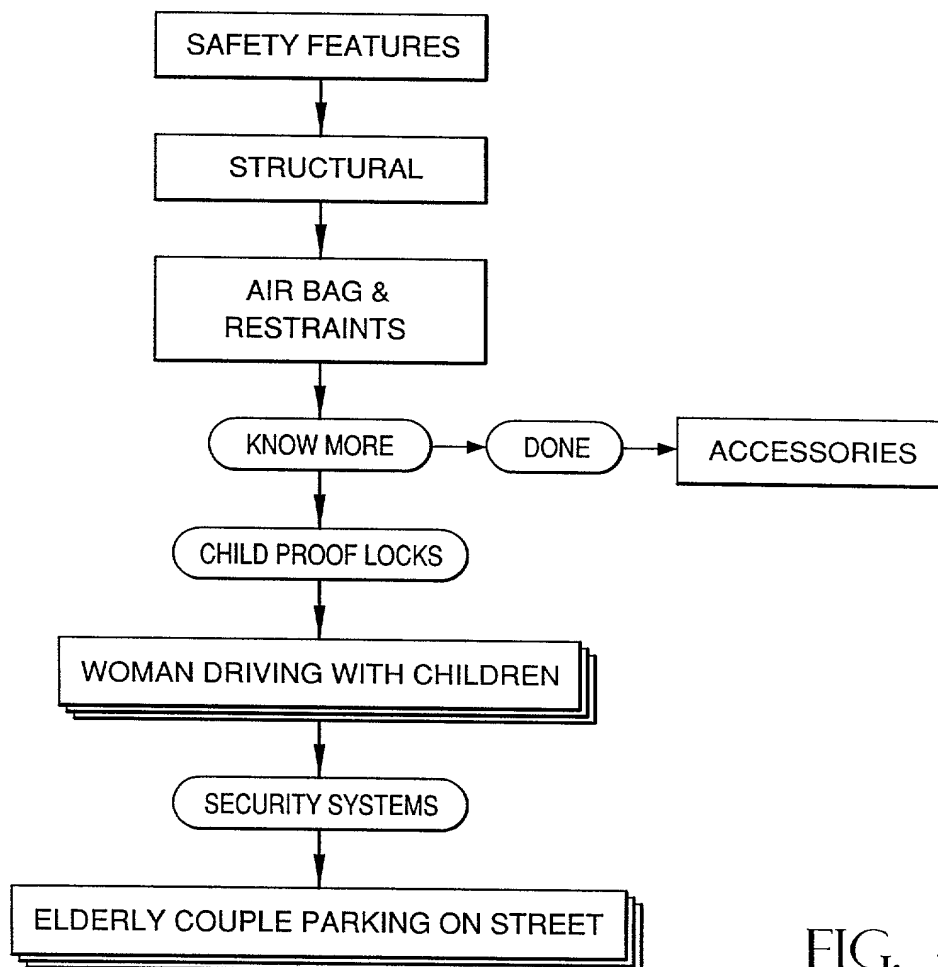 SAFETY FEATURES
STRUCTURAL
AIR BAG &
RESTRAINTS
KNOW MORE
DONE
ACCESSORIES
CHILD PROOF LOCKS
WOMAN DRIVING WITH CHILDREN
SECURITY SYSTEMS
ELDERLY COUPLE PARKING ON STREET
FIG.